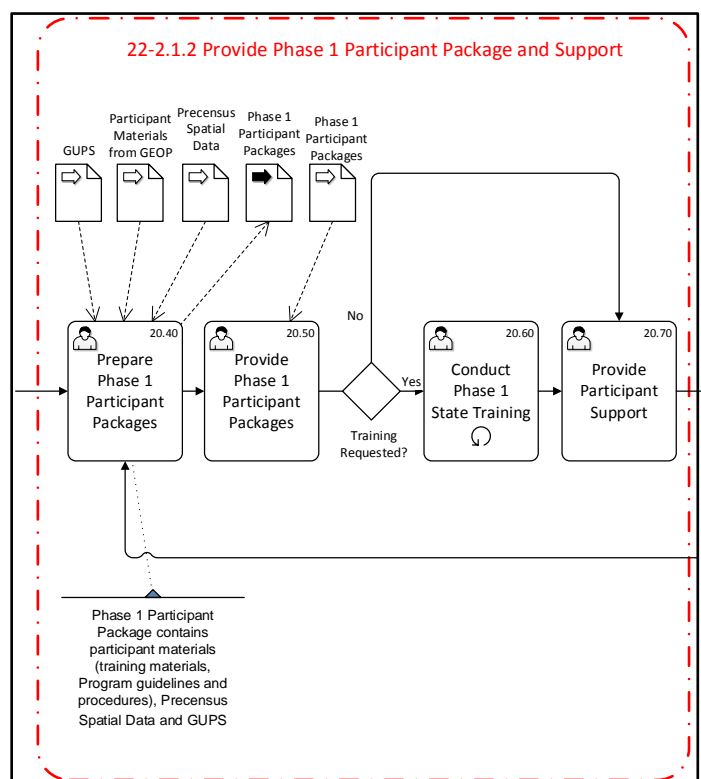 22-2.1.2 Provide Phase 1 Participant Package and Support
GUPS
Participant
Materials
from GEOP
Precensus
Spatial
Data
Phase 1
Participant
Packages
Phase 1
Participant
Packages
20.40
Prepare
Phase 1
Participant
Packages
20.50
Provide
Phase 1
Participant
Packages
No
Yes
Training
Requested?
20.60
Conduct
Phase 1
State Training
20.70
Provide
Participant
Support
Phase 1 Participant
Package contains
participant materials
(training materials,
Program guidelines and
procedures), Precensus
Spatial Data and GUPS